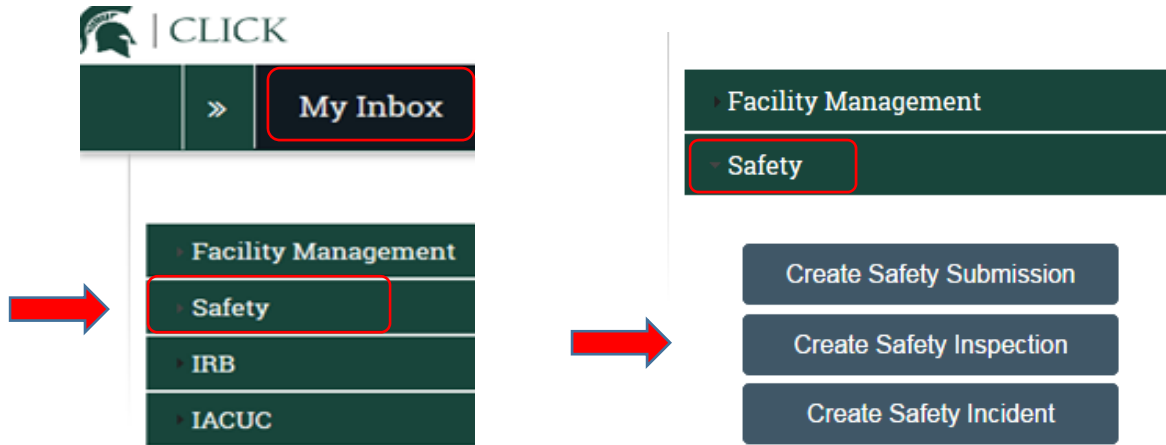 | CLICK
» My Inbox
Facility Management
Safety
IRB
IACUC
Facility Management
Safety
Create Safety Submission
Create Safety Inspection
Create Safety Incident